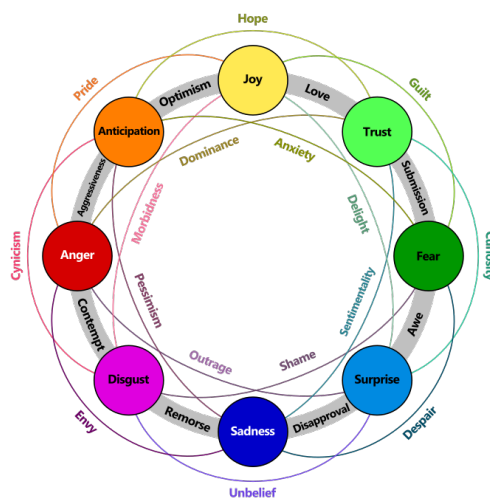 Hope
Joy
Optimism
Love
Pride
Guilt
Anticipation
Trust
Dominance
Anxiety
Aggressiveness
Submission
Morbidness
Delight
Cynicism
Anger
Fear
Curiosity
Pessimism
Sentimentality
Contempt
Awe
Outrage
Shame
Disgust
Surprise
Envy
Remorse
Disapproval
Despair
Sadness
Unbelief